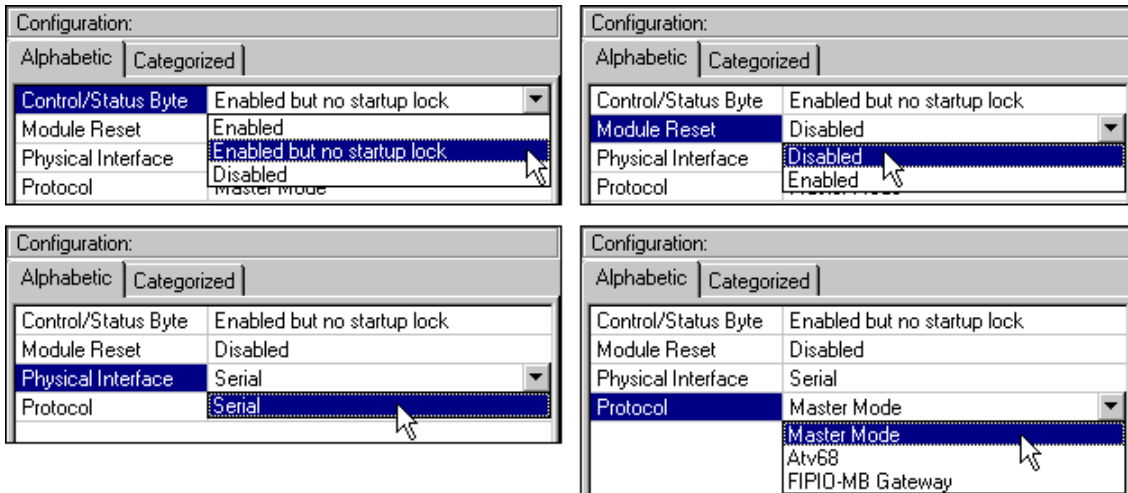 Configuration:
Alphabetic Categorized
Control/Status Byte Enabled but no startup lock
Module Reset Enabled
Physical Interface Enabled but no startup lock
Disabled
Protocol Master Mode
Configuration:
Alphabetic Categorized
Control/Status Byte Enabled but no startup lock
Module Reset Disabled
Physical Interface Disabled
Protocol Enabled
Configuration:
Alphabetic Categorized
Control/Status Byte Enabled but no startup lock
Module Reset Disabled
Physical Interface Serial
Protocol Serial
Configuration:
Alphabetic Categorized
Control/Status Byte Enabled but no startup lock
Module Reset Disabled
Physical Interface Serial
Protocol Master Mode
Master Mode
Atv68
FIPIO-MB Gateway